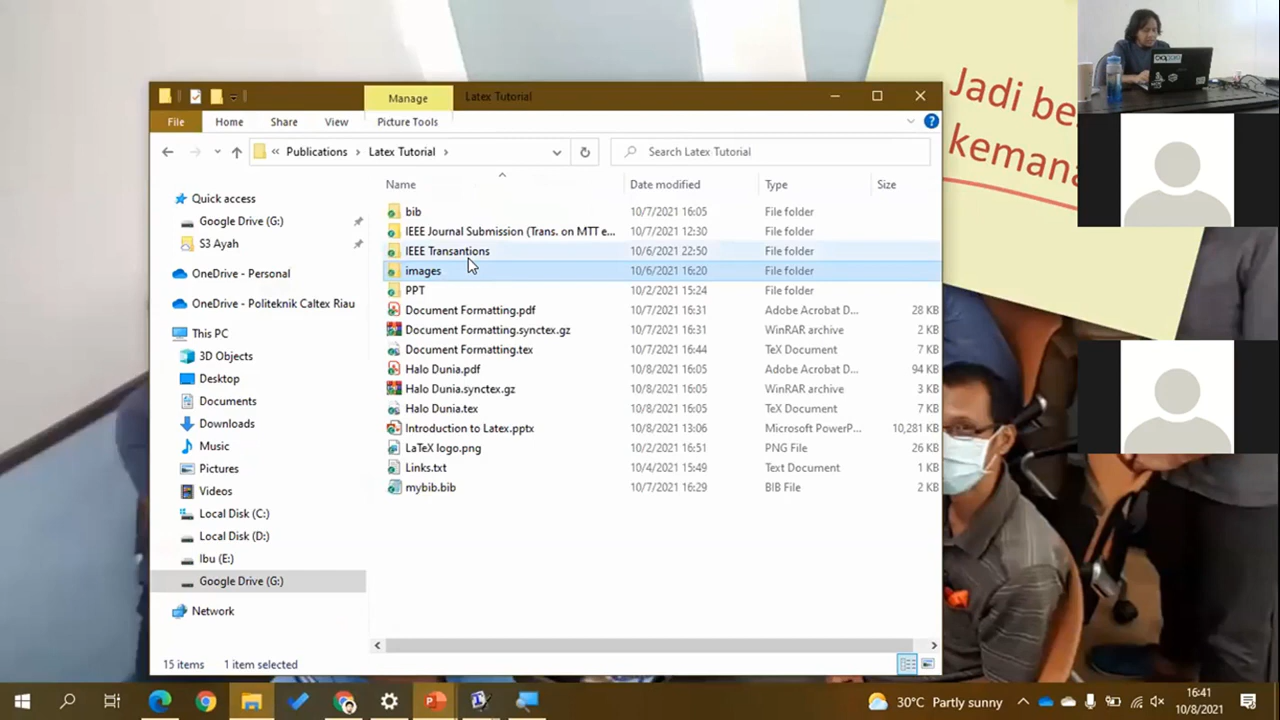 Jadi be
kemana
Manage
Latex Tutorial
File
Home
Share
View
Picture Tools
« Publications > Latex Tutorial >
Search Latex Tutorial
Name
Date modified
Type
Size
Quick access
Google Drive (G:)
S3 Ayah
OneDrive - Personal
OneDrive - Politeknik Caltex Riau
This PC
3D Objects
Desktop
Documents
Downloads
Music
Pictures
Videos
Local Disk (C:)
Local Disk (D:)
Ibu (E:)
Google Drive (G:)
Network
bib 10/7/2021 16:05 File folder
IEEE Journal Submission (Trans. on MTT e... 10/7/2021 12:30 File folder
IEEE Transantions 10/6/2021 22:50 File folder
images 10/6/2021 16:20 File folder
PPT 10/2/2021 15:24 File folder
Document Formatting.pdf 10/7/2021 16:31 Adobe Acrobat D... 28 KB
Document Formatting.synctex.gz 10/7/2021 16:31 WinRAR archive 2 KB
Document Formatting.tex 10/7/2021 16:44 TeX Document 7 KB
Halo Dunia.pdf 10/8/2021 16:05 Adobe Acrobat D... 94 KB
Halo Dunia.synctex.gz 10/8/2021 16:05 WinRAR archive 3 KB
Halo Dunia.tex 10/8/2021 16:05 TeX Document 7 KB
Introduction to Latex.pptx 10/8/2021 13:06 Microsoft PowerP... 10,281 KB
LaTeX logo.png 10/2/2021 16:51 PNG File 26 KB
Links.txt 10/4/2021 15:49 Text Document 1 KB
mybib.bib 10/7/2021 16:29 BIB File 2 KB
15 items
1 item selected
30°C Partly sunny
16:41
10/8/2021